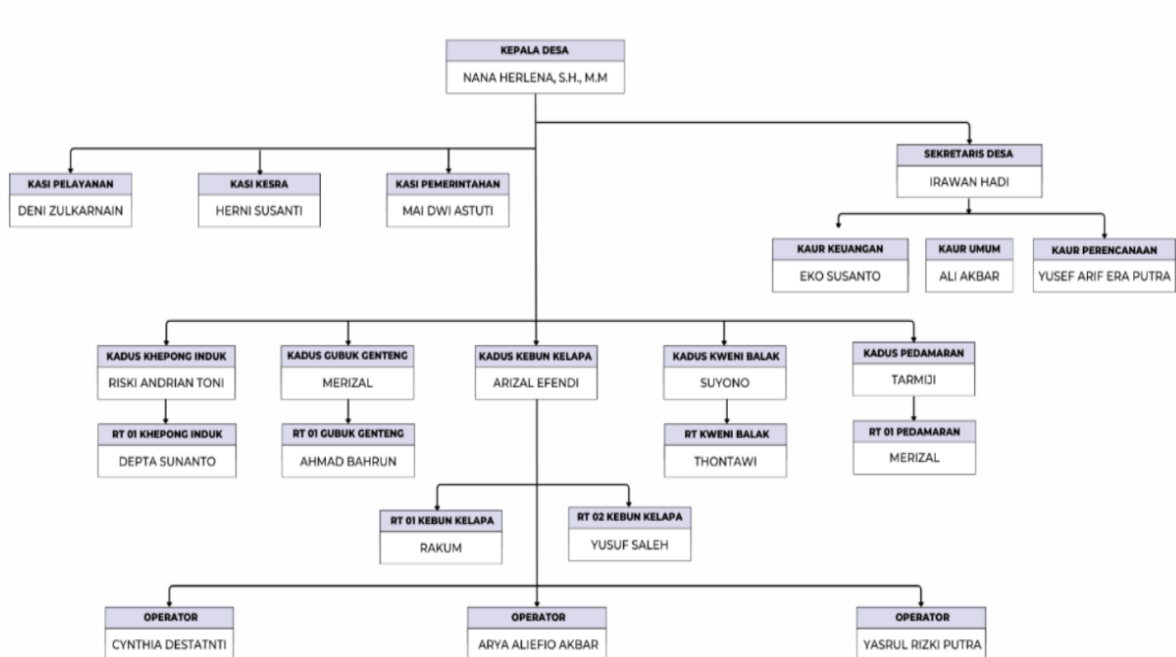 KEPALA DESA
NANA HERLENA, S.H., M.M
SEKRETARIS DESA
IRAWAN HADI
KASI PELAYANAN
DENI ZULKARNAIN
KASI KESRA
HERNI SUSANTI
KASI PEMERINTAHAN
MAI DWI ASTUTI
KAUR KEUANGAN
EKO SUSANTO
KAUR UMUM
ALI AKBAR
KAUR PERENCANAAN
YUSEF ARIF ERA PUTRA
KADUS KHEPONG INDUK
RISKI ANDRIAN TONI
KADUS GUBUK GENTENG
MERIZAL
KADUS KEBUN KELAPA
ARIZAL EFENDI
KADUS KWENI BALAK
SUYONO
KADUS PEDAMARAN
TARMIJI
RT 01 KHEPONG INDUK
DEPTA SUNANTO
RT 01 GUBUK GENTENG
AHMAD BAHRUN
RT KWENI BALAK
THONTAWI
RT 01 PEDAMARAN
MERIZAL
RT 01 KEBUN KELAPA
RAKUM
RT 02 KEBUN KELAPA
YUSUF SALEH
OPERATOR
CYNTHIA DESTATNTI
OPERATOR
ARYA ALIEFIO AKBAR
OPERATOR
YASRUL RIZKI PUTRA